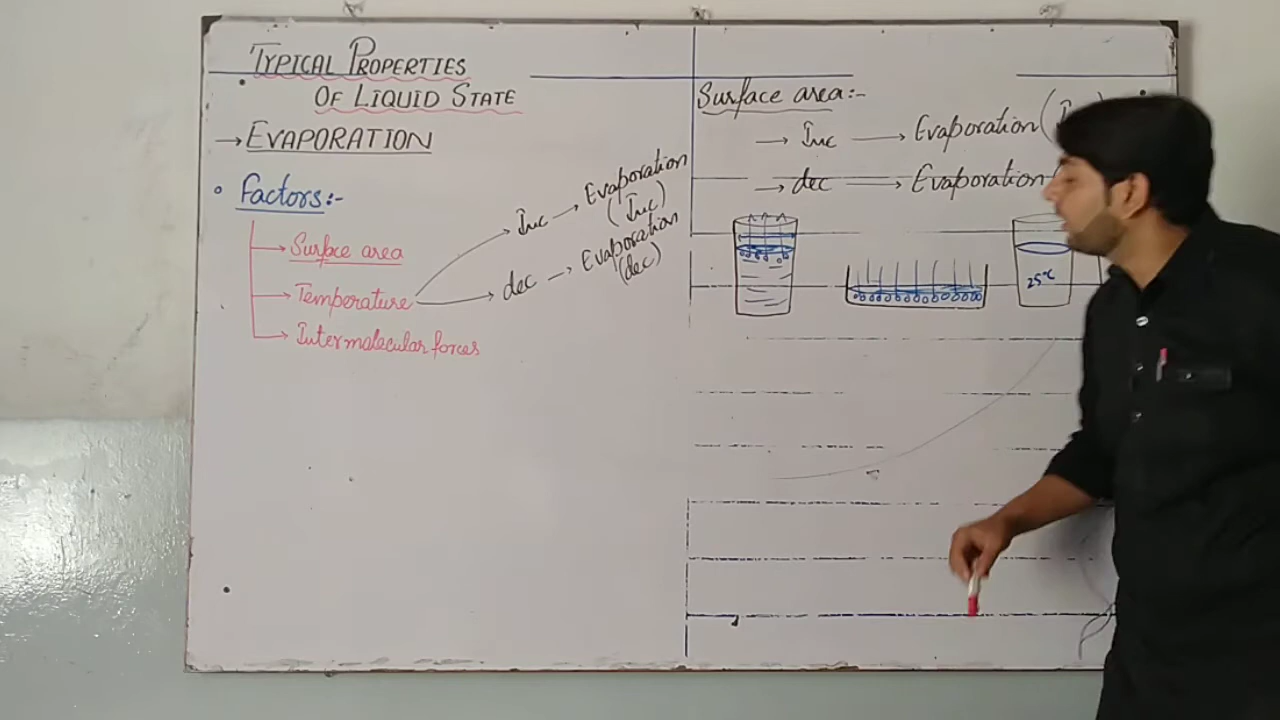 TYPICAL PROPERTIES
OF LIQUID STATE
→ EVAPORATION
Factors:-
Surface area
Temperature
Intermolecular forces
Inc → Evaporation
(Inc)
dec → Evaporation
(dec)
Surface area:-
→ Inc → Evaporation
→ dec → Evaporation
25°C